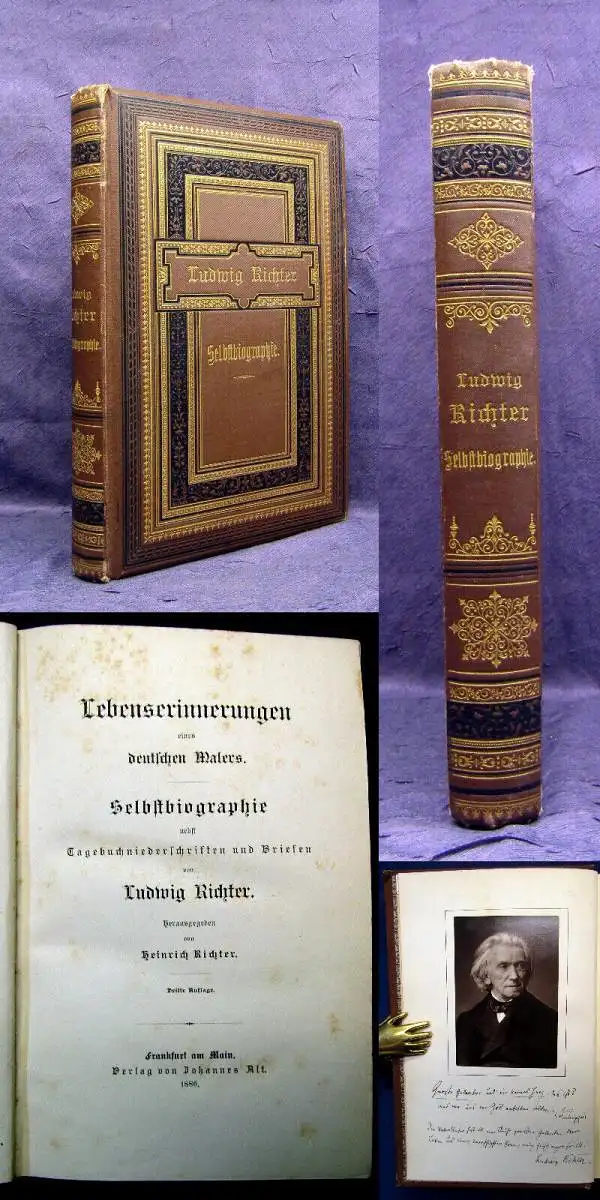 Ludwig Richter
Selbstbiographie.
Ludwig
Richter
Selbstbiographie.
Ludwig
Richter
Selbstbiographie.
Lebenserinnerungen
eines
deutschen Malers.
Selbstbiographie
nebst
Tagebuchniederschriften und Briefen
von
Ludwig Richter.
Herausgegeben
von
Heinrich Richter.
Dritte Auflage.
Frankfurt am Main.
Verlag von Johannes Alt.
1886.
Ludwig Richter